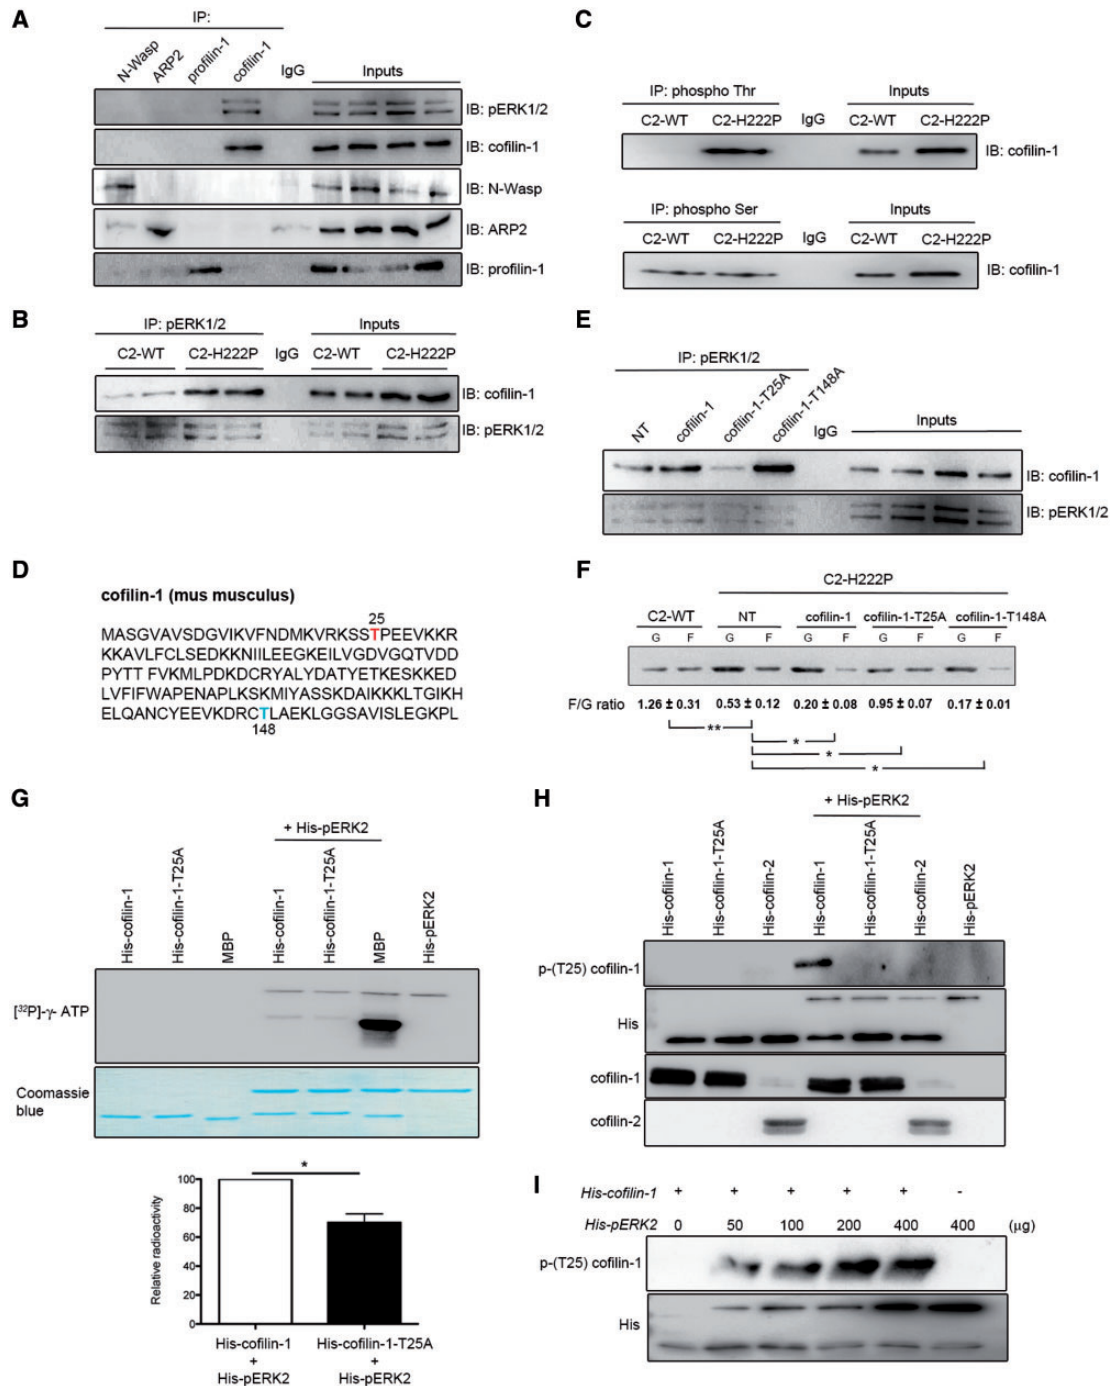 A
IP:
N-Wasp
ARP2
profilin-1
cofilin-1
IgG
Inputs
IB: pERK1/2
IB: cofilin-1
IB: N-Wasp
IB: ARP2
IB: profilin-1
B
IP: pERK1/2
IgG
Inputs
C2-WT C2-H222P C2-WT C2-H222P
IB: cofilin-1
IB: pERK1/2
C
IP: phospho Thr
IgG
Inputs
C2-WT C2-H222P C2-WT C2-H222P
IB: cofilin-1
IP: phospho Ser
IgG
Inputs
C2-WT C2-H222P C2-WT C2-H222P
IB: cofilin-1
D
cofilin-1 (mus musculus)
25
MASGVAVSDGVIKVFNDMKVRKSSTPEEVKKR
KKAVLFCLSEDKKNIILEEGKEILVGDVGQTVDD
PYTT FVKMLPDKDCRYALYDATYETKESKKED
LVFIFWAPENAPLKSKMIYASSKDAIKKKLTGIKH
ELQANCYEEVKDRCTLAEKLGGSAVISLEGKPL
148
E
IP: pERK1/2
NT
cofilin-1
cofilin-1-T25A
cofilin-1-T148A
IgG
Inputs
IB: cofilin-1
IB: pERK1/2
F
C2-H222P
C2-WT NT cofilin-1 cofilin-1-T25A cofilin-1-T148A
G F G F G F G F G F
F/G ratio 1.26 ± 0.31 0.53 ± 0.12 0.20 ± 0.08 0.95 ± 0.07 0.17 ± 0.01
**
*
*
*
G
+ His-pERK2
His-cofilin-1
His-cofilin-1-T25A
MBP
His-cofilin-1
His-cofilin-1-T25A
MBP
His-pERK2
[32P]-γ- ATP
Coomassie
blue
*
Relative radioactivity
100
80
60
40
20
0
His-cofilin-1 His-cofilin-1-T25A
+ +
His-pERK2 His-pERK2
H
+ His-pERK2
His-cofilin-1
His-cofilin-1-T25A
His-cofilin-2
His-cofilin-1
His-cofilin-1-T25A
His-cofilin-2
His-pERK2
p-(T25) cofilin-1
His
cofilin-1
cofilin-2
I
His-cofilin-1 + + + + + -
His-pERK2 0 50 100 200 400 400 (μg)
p-(T25) cofilin-1
His